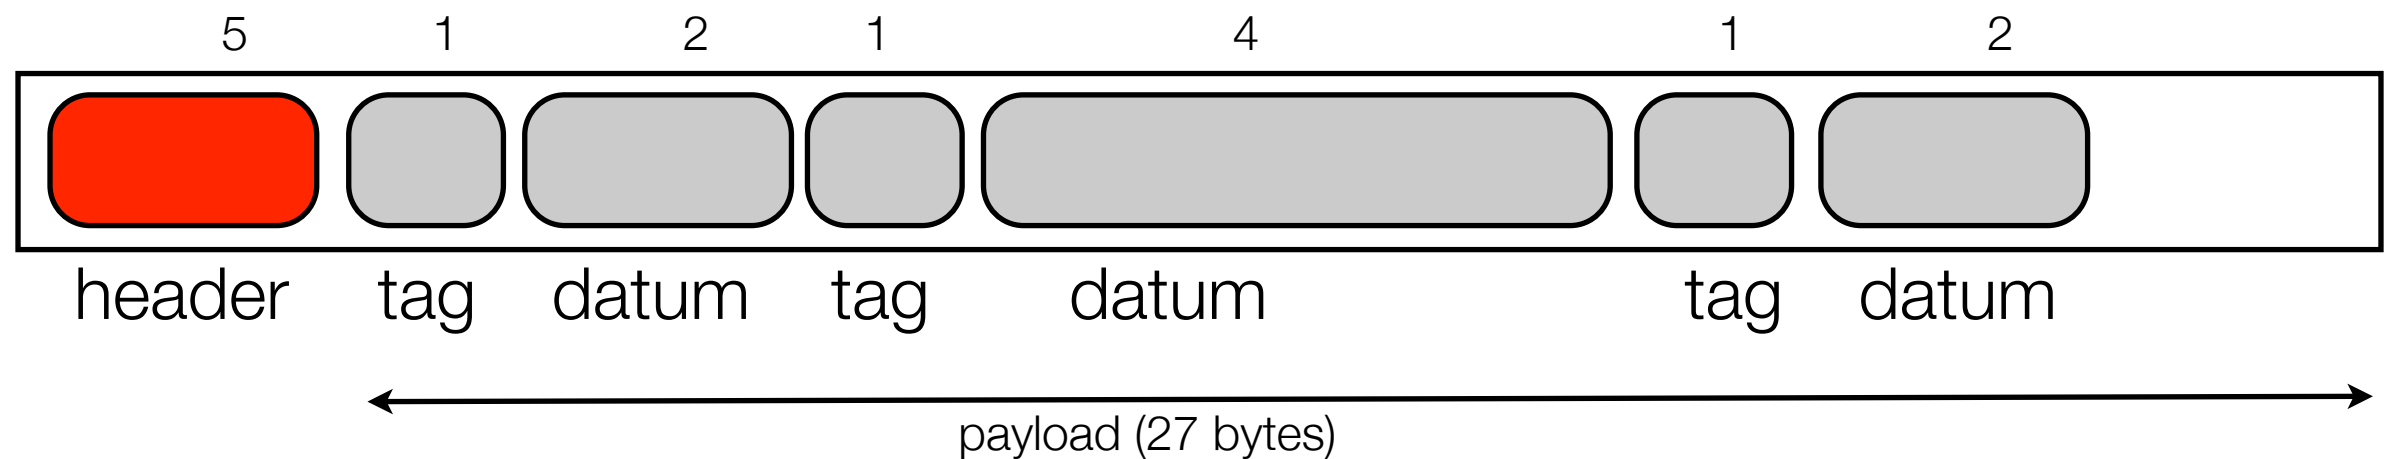 5 1 2 1 4 1 2
header tag datum tag datum tag datum
payload (27 bytes)